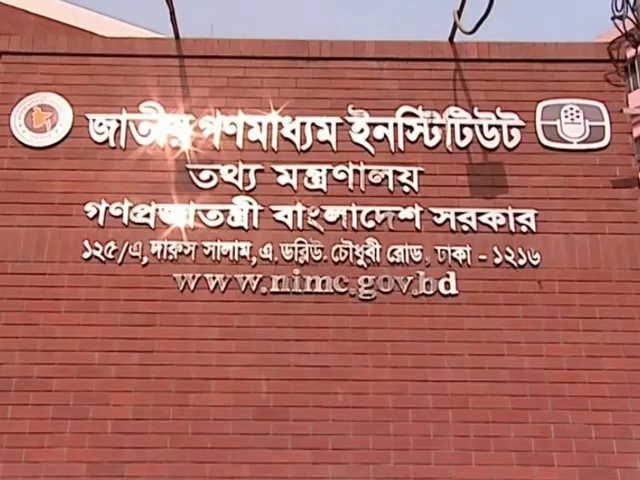 জাতীয় গণমাধ্যম ইনস্টিটিউট
তথ্য মন্ত্রণালয়
গণপ্রজাতন্ত্রী বাংলাদেশ সরকার
১২৫/এ, দারুস সালাম, এ. ডব্লিউ. চৌধুরী রোড, ঢাকা - ১২১৬
www.nimc.gov.bd